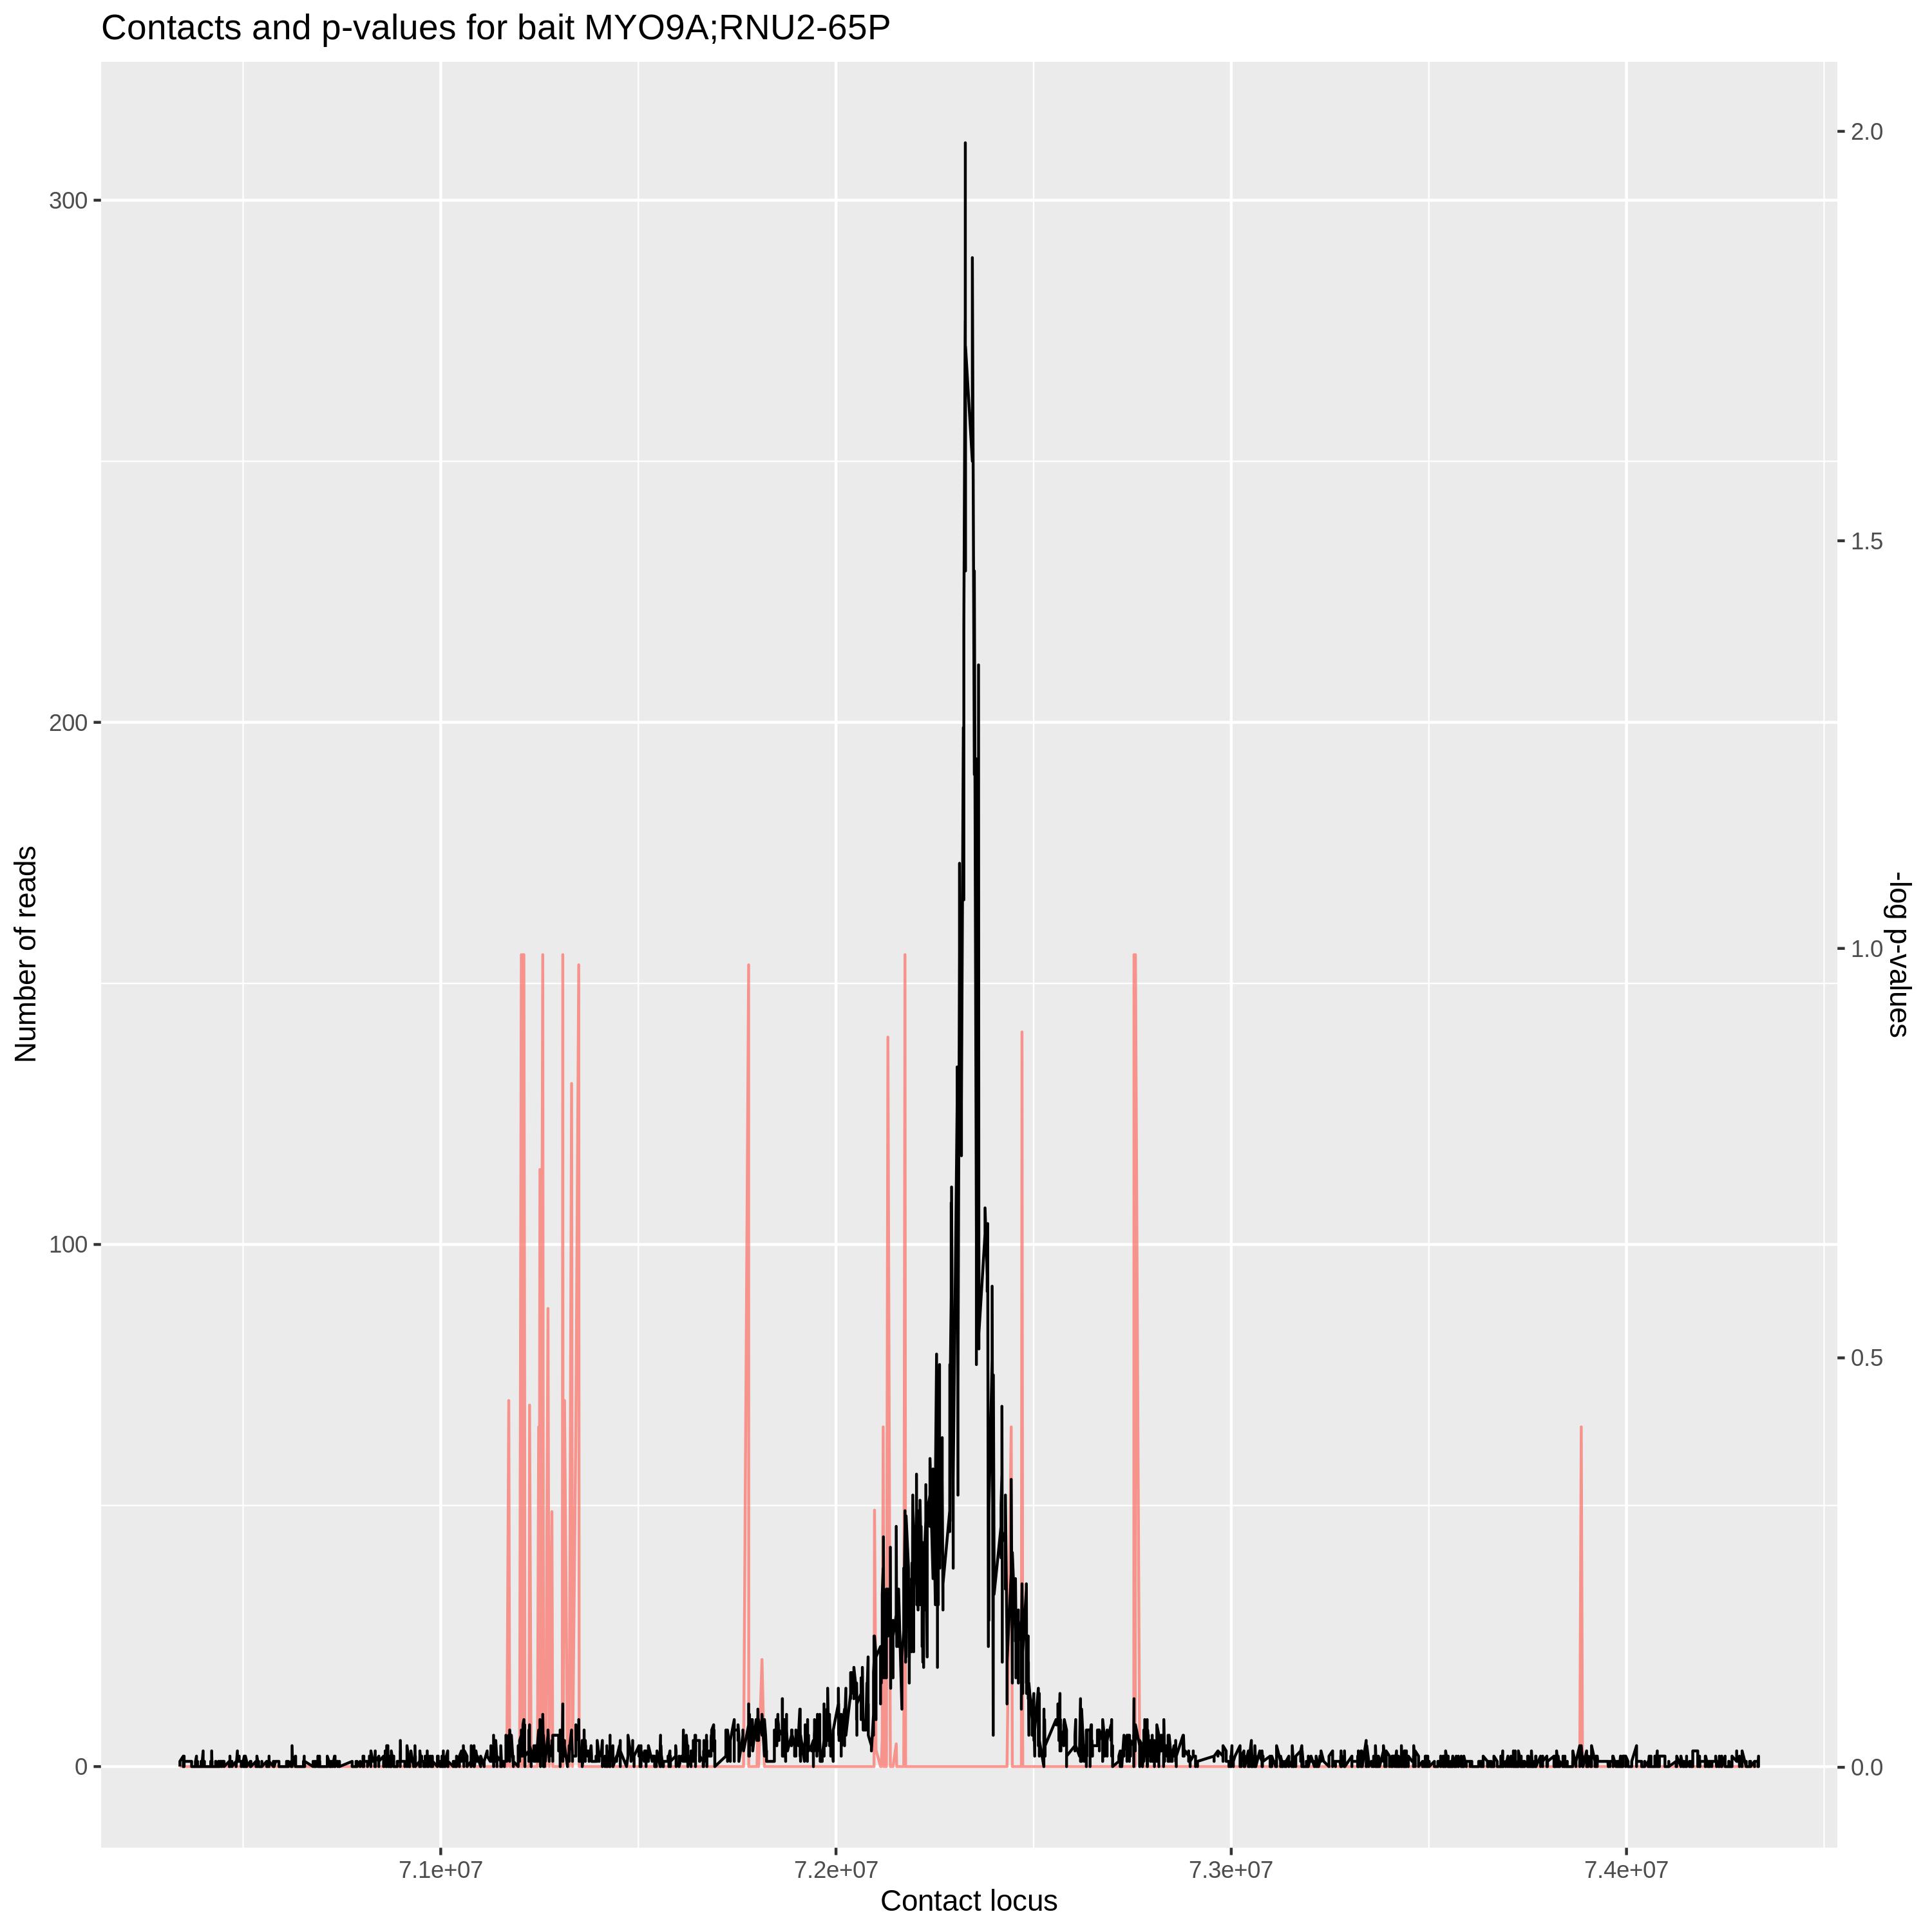 Contacts and p-values for bait MYO9A;RNU2-65P
300
200
100
0
Number of reads
2.0
1.5
1.0
0.5
0.0
-log p-values
7.1e+07
7.2e+07
7.3e+07
7.4e+07
Contact locus